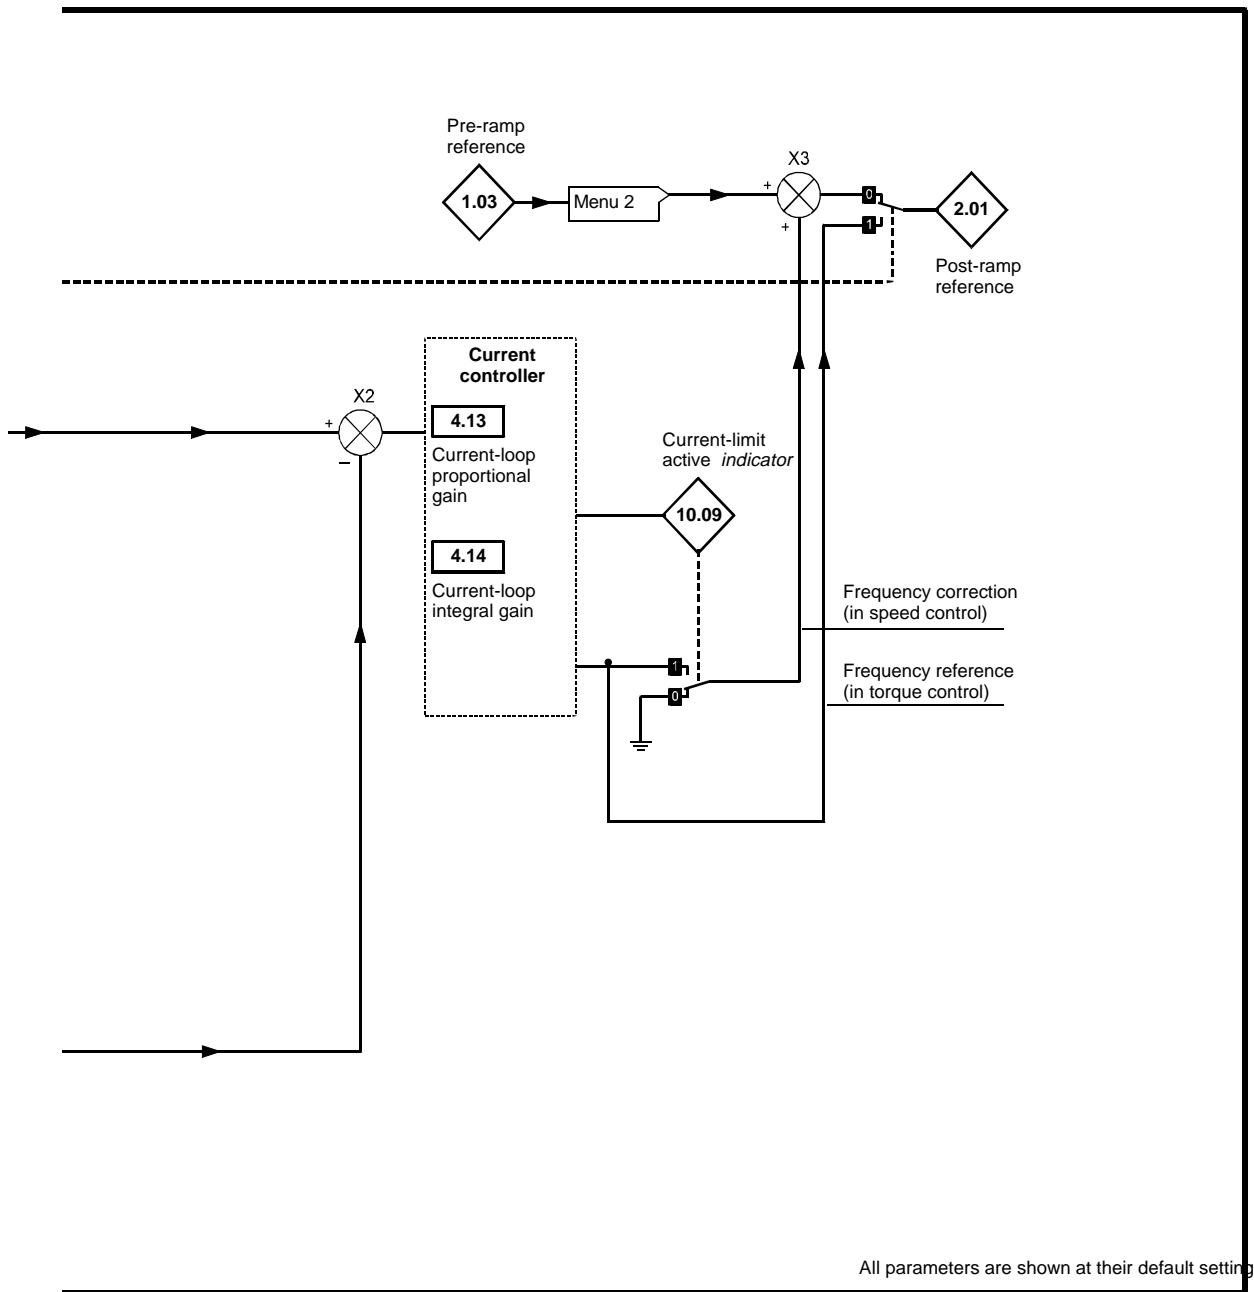 Pre-ramp
reference
1.03
Menu 2
X3
+
+
0
1
2.01
Post-ramp
reference
Current
controller
X2
+
–
4.13
Current-loop
proportional
gain
4.14
Current-loop
integral gain
Current-limit
active indicator
10.09
1
0
Frequency correction
(in speed control)
Frequency reference
(in torque control)
All parameters are shown at their default setting